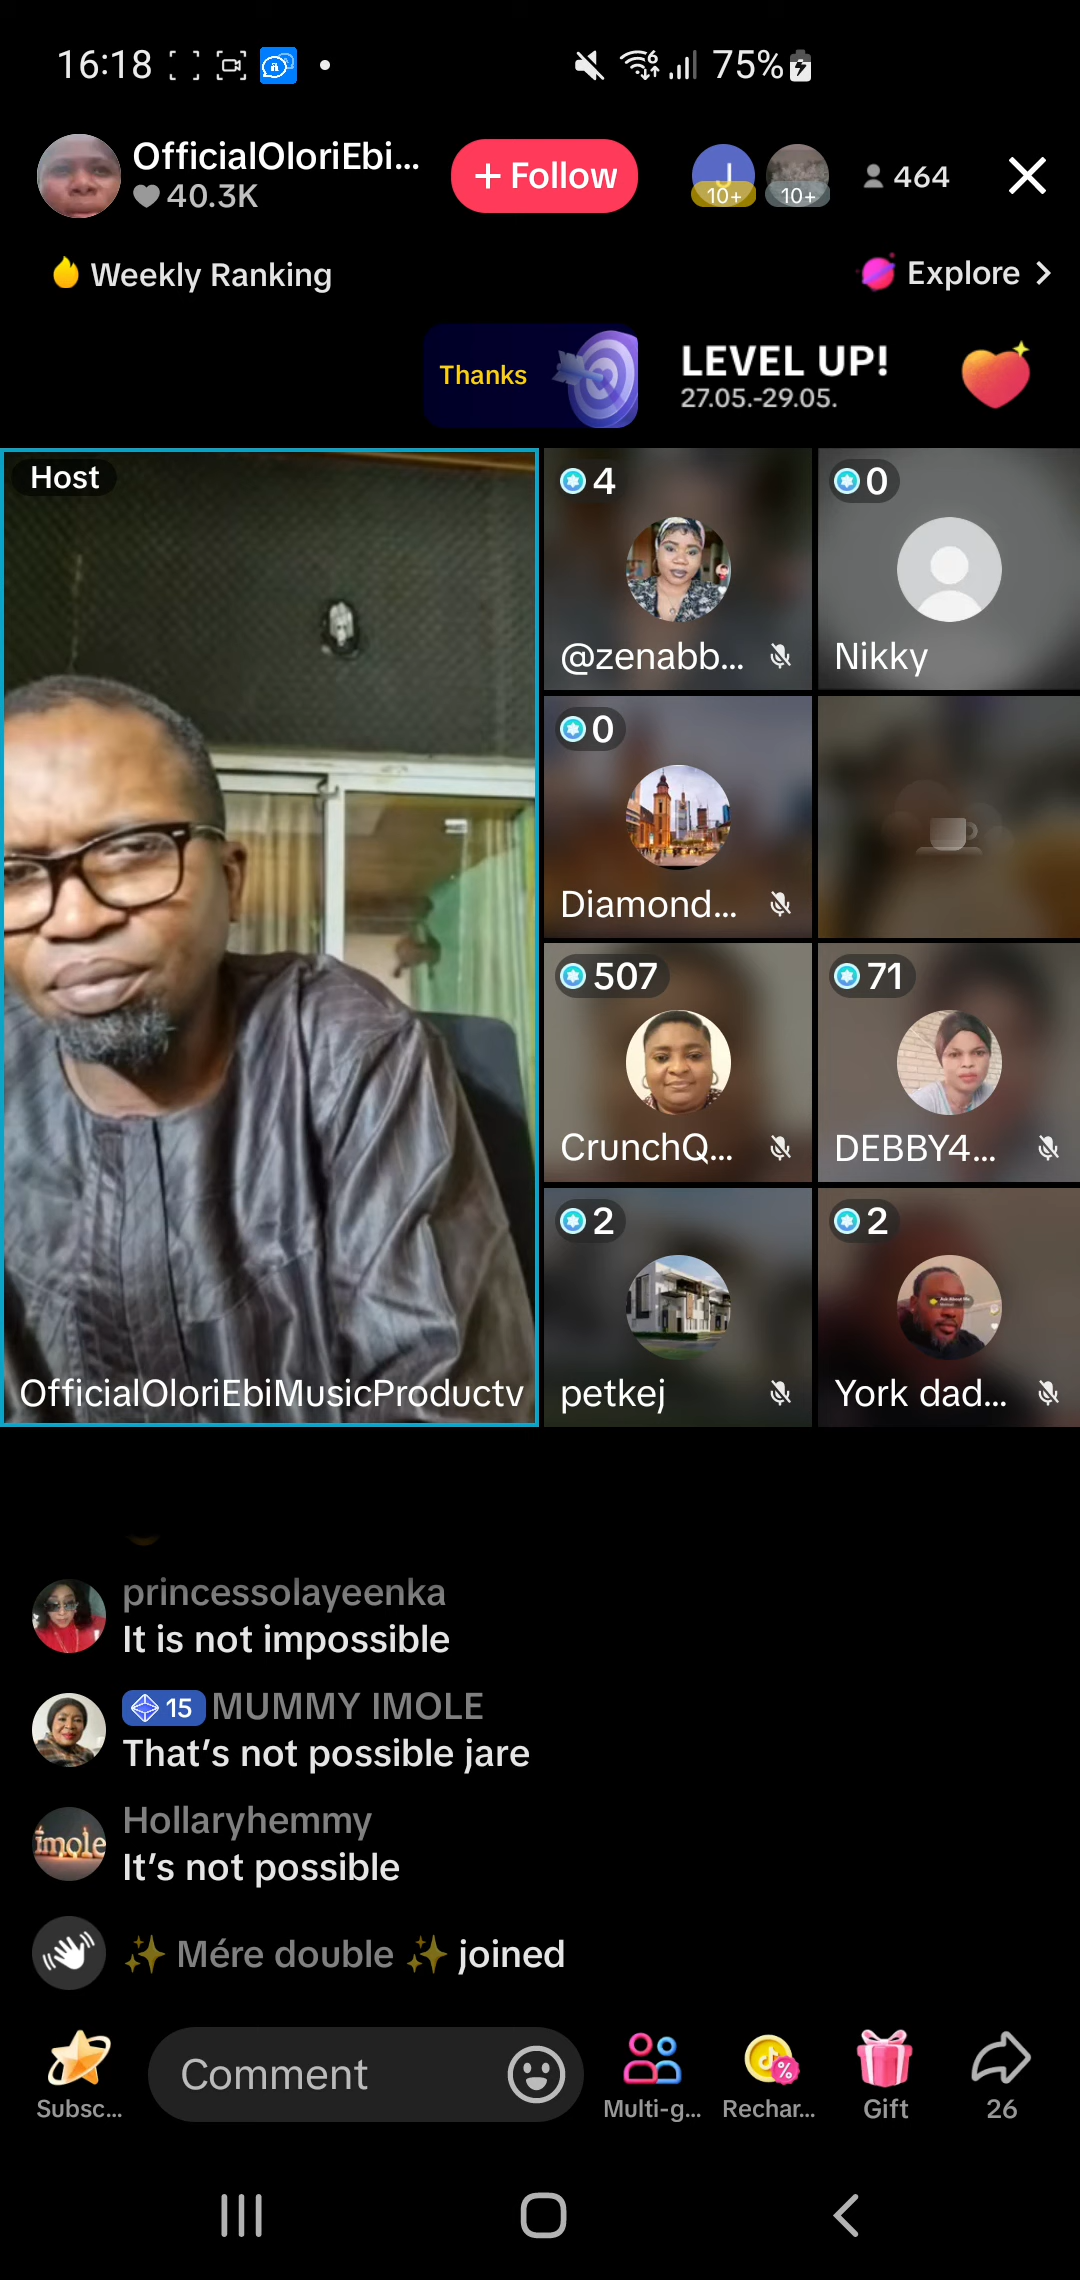 16:18
75%
OfficialOloriEbi...
40.3K
+ Follow
J
10+
10+
464
Weekly Ranking
Explore
Thanks
LEVEL UP!
27.05.-29.05.
Host
4
@zenabb...
0
Nikky
0
Diamond...
507
CrunchQ...
71
DEBBY4...
2
petkej
2
York dad...
OfficialOloriEbiMusicProductv
princessolayeenka
It is not impossible
15 MUMMY IMOLE
That's not possible jare
imole
Hollaryhemmy
It's not possible
✨ Mére double ✨ joined
Subsc...
Comment
Multi-g...
%
Rechar...
Gift
26